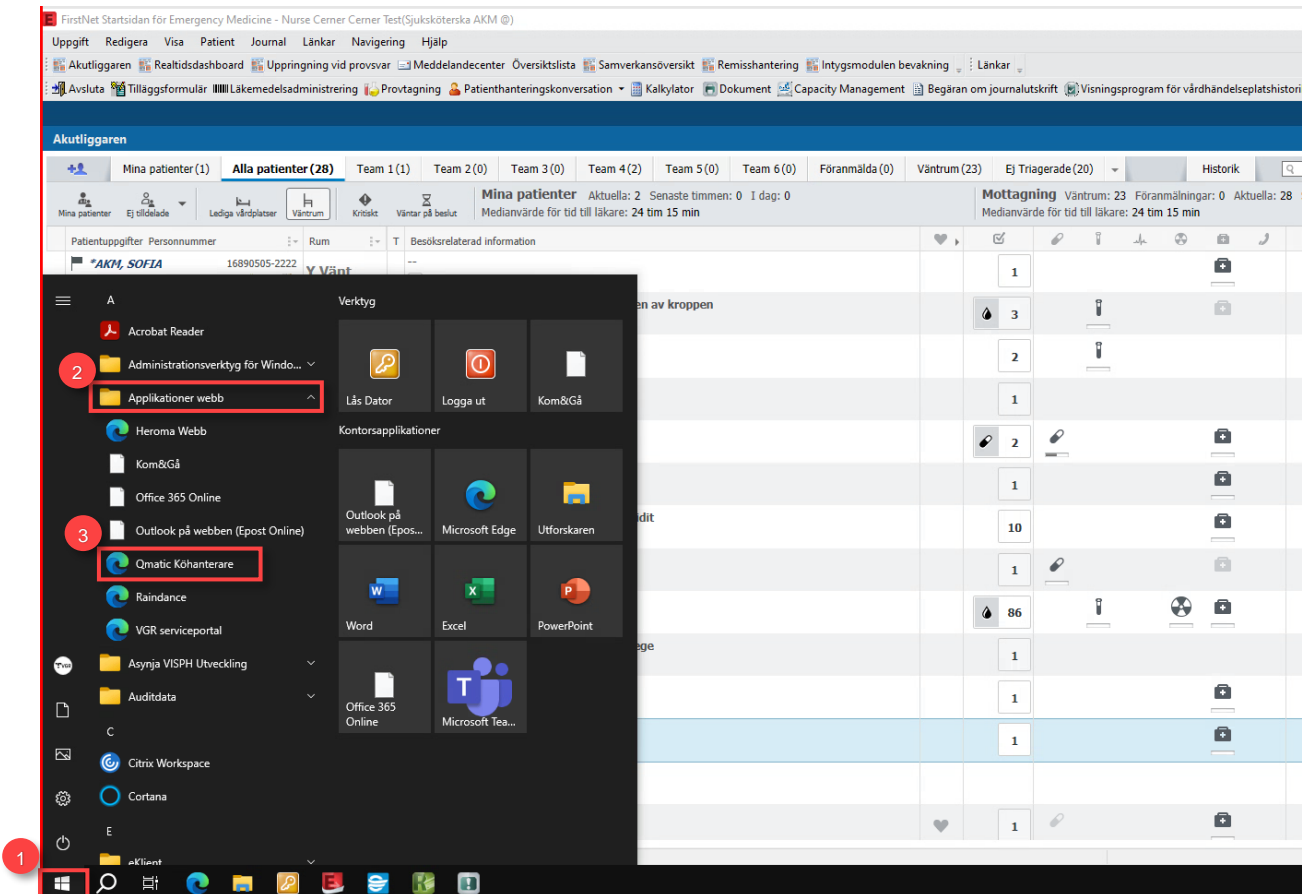 FirstNet Startsidan för Emergency Medicine - Nurse Cerner Cerner Test(Sjuksköterska AKM @)
Uppgift Redigera Visa Patient Journal Länkar Navigering Hjälp
Akutliggaren Realtidsdashboard Uppringning vid provsvar Meddelandecenter Översiktslista Samverkansöversikt Remisshantering Intygsmodulen bevakning Länkar
Avsluta Tilläggsformulär Läkemedelsadministrering Provtagning Patienthanteringskonversation Kalkylator Dokument Capacity Management Begäran om journalutskrift Visningsprogram för vårdhändelseplatshistori
Akutliggaren
Mina patienter (1) Alla patienter (28) Team 1 (1) Team 2 (0) Team 3 (0) Team 4 (2) Team 5 (0) Team 6 (0) Föranmälda (0) Väntrum (23) Ej Triagerade (20) Historik
Mina patienter Ej tilldelade Lediga vårdplatser Väntrum Kritiskt Väntar på beslut
Mina patienter Aktuella: 2 Senaste timmen: 0 I dag: 0
Medianvärde för tid till läkare: 24 tim 15 min
Mottagning Väntrum: 23 Föranmälningar: 0 Aktuella: 28
Medianvärde för tid till läkare: 24 tim 15 min
Patientuppgifter Personnummer Rum T Besöksrelaterad information
*AKM, SOFIA 16890505-2222 Y Vänt --
1
en av kroppen
3
2
1
2
1
idit
10
1
86
ege
1
1
1
1
A
Acrobat Reader
Administrationsverktyg för Windo...
2
Applikationer webb
Heroma Webb
Kom&Gå
Office 365 Online
Outlook på webben (Epost Online)
3
Qmatic Köhanterare
Raindance
VGR serviceportal
Asynja VISPH Utveckling
Auditdata
C
Citrix Workspace
Cortana
E
eKlient
1
Verktyg
Lås Dator Logga ut Kom&Gå
Kontorsapplikationer
Outlook på
webben (Epos... Microsoft Edge Utforskaren
Word Excel PowerPoint
Office 365
Online Microsoft Tea...